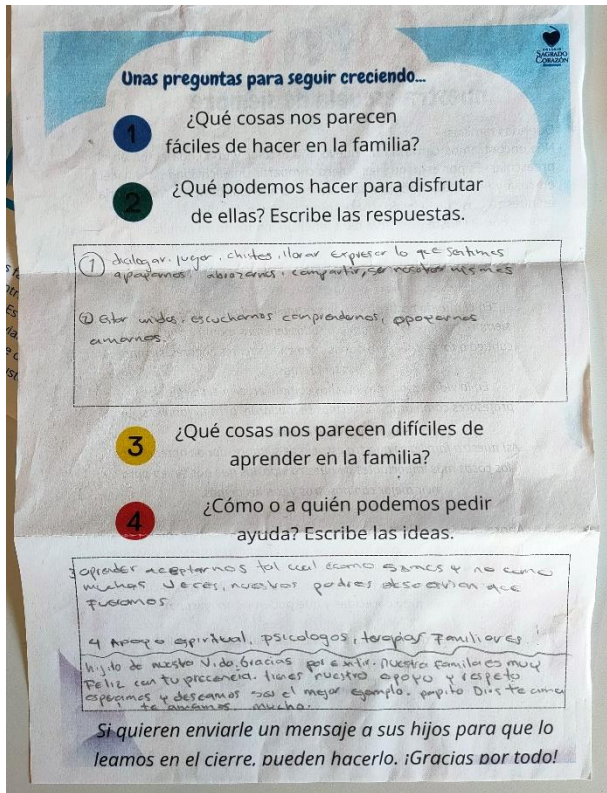 SAGRADO
CORAZÓN
Unas preguntas para seguir creciendo...
1
¿Qué cosas nos parecen
fáciles de hacer en la familia?
2
¿Qué podemos hacer para disfrutar
de ellas? Escribe las respuestas.
① dialogar, jugar, chistes, llorar expresar lo que sentimos
apoyarnos, abrazarnos, compartir, ser nosotros mismos
② Estar unidos, escucharnos comprendernos, apoyarnos
amarnos.
3
¿Qué cosas nos parecen difíciles de
aprender en la familia?
4
¿Cómo o a quién podemos pedir
ayuda? Escribe las ideas.
3 aprender aceptarnos tal cual como somos y no como
muchas veces, nuestros padres que
fueramos.
4 Apoyo espiritual, psicologos, terapias Familiares.
hijito de nuestra Vida. Gracias por existir. Nuestra familia es muy
Feliz con tu presencia. tienes nuestro apoyo y respeto
esperamos y deseamos ser el mejor ejemplo. papito Dios te
te amamos mucho.
Si quieren enviarle un mensaje a sus hijos para que lo
leamos en el cierre, pueden hacerlo. ¡Gracias por todo!